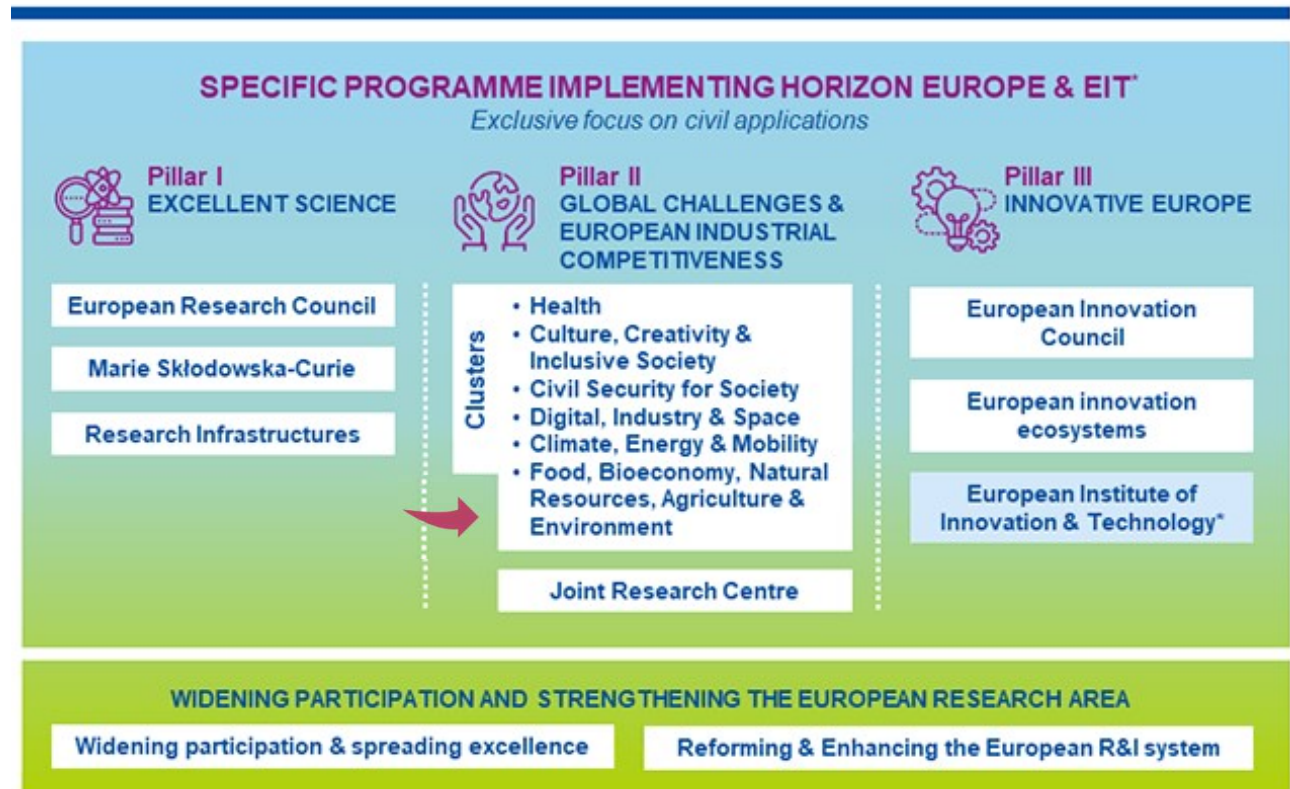 SPECIFIC PROGRAMME IMPLEMENTING HORIZON EUROPE & EIT*
Exclusive focus on civil applications
Pillar I
EXCELLENT SCIENCE
European Research Council
Marie Skłodowska-Curie
Research Infrastructures
Pillar II
GLOBAL CHALLENGES &
EUROPEAN INDUSTRIAL
COMPETITIVENESS
Clusters
• Health
• Culture, Creativity &
Inclusive Society
• Civil Security for Society
• Digital, Industry & Space
• Climate, Energy & Mobility
• Food, Bioeconomy, Natural
Resources, Agriculture &
Environment
Joint Research Centre
Pillar III
INNOVATIVE EUROPE
European Innovation
Council
European innovation
ecosystems
European Institute of
Innovation & Technology*
WIDENING PARTICIPATION AND STRENGTHENING THE EUROPEAN RESEARCH AREA
Widening participation & spreading excellence
Reforming & Enhancing the European R&I system